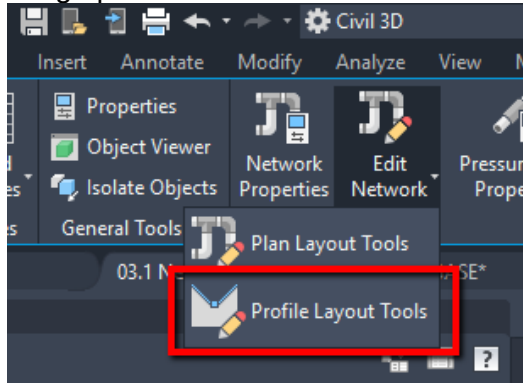 Civil 3D
Insert Annotate Modify Analyze View
Properties
Object Viewer
Isolate Objects
Network
Properties
Edit
Network
General Tools
Plan Layout Tools
03.1
Profile Layout Tools
?